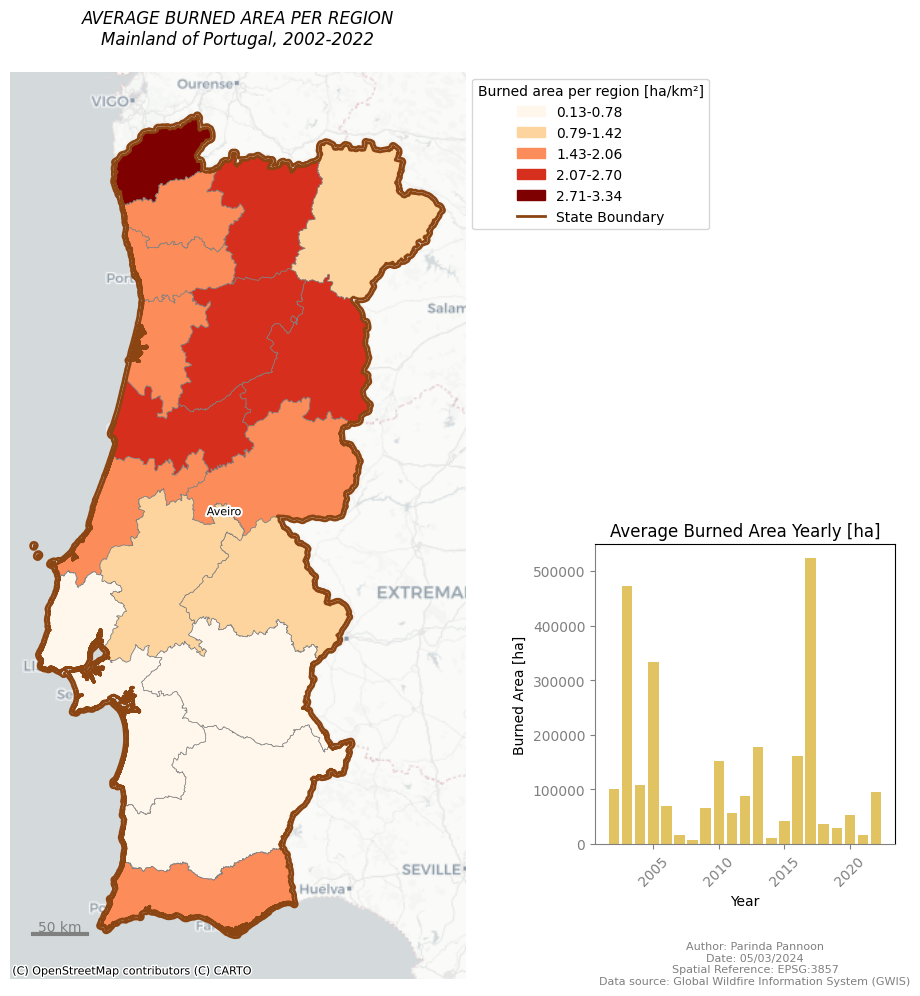 AVERAGE BURNED AREA PER REGION
Mainland of Portugal, 2002-2022
Ourense
VIGO
Port
Salam
Aveiro
EXTREMA
LI
Se
SEVILLE
Huelva
Po
Fa
50 km
(C) OpenStreetMap contributors (C) CARTO
Burned area per region [ha/km²]
0.13-0.78
0.79-1.42
1.43-2.06
2.07-2.70
2.71-3.34
State Boundary
Average Burned Area Yearly [ha]
Burned Area [ha]
500000
400000
300000
200000
100000
0
2005
2010
2015
2020
Year
Author: Parinda Pannoon
Date: 05/03/2024
Spatial Reference: EPSG:3857
Data source: Global Wildfire Information System (GWIS)